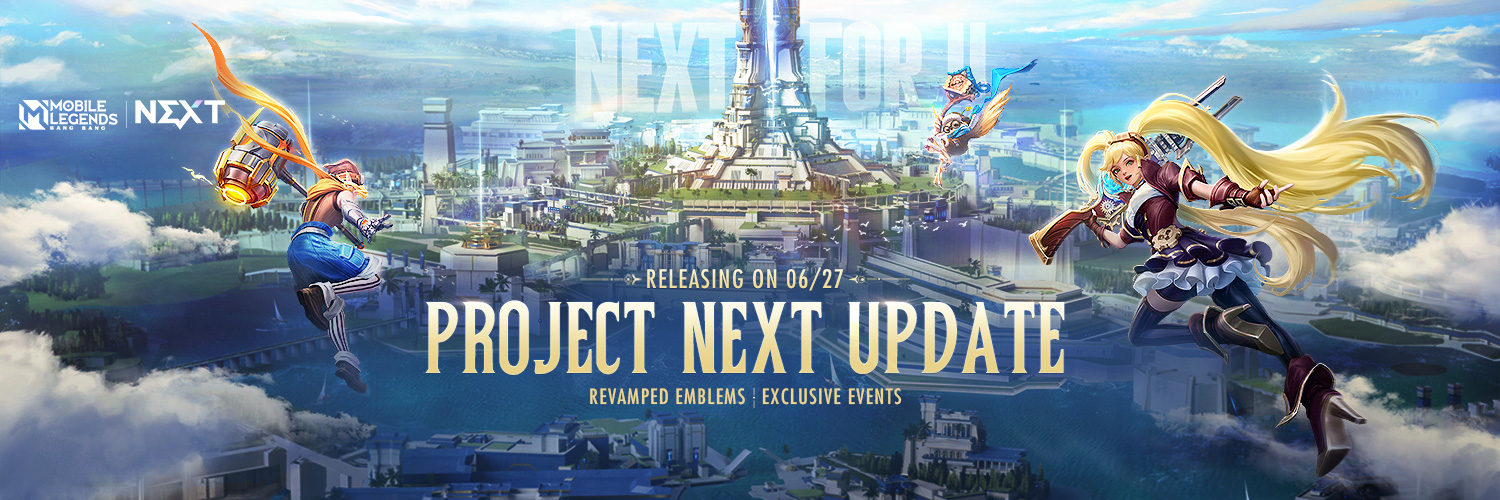 NEXT FOR U
MOBILE
LEGENDS
BANG BANG
NEXT
RELEASING ON 06/27
PROJECT NEXT UPDATE
REVAMPED EMBLEMS | EXCLUSIVE EVENTS